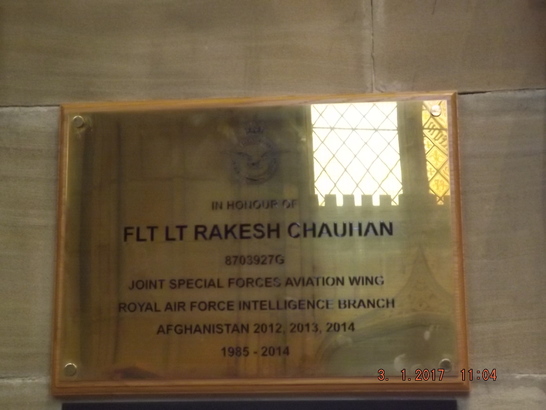 IN HONOUR OF
FLT LT RAKESH CHAUHAN
8703927G
JOINT SPECIAL FORCES AVIATION WING
ROYAL AIR FORCE INTELLIGENCE BRANCH
AFGHANISTAN 2012, 2013, 2014
1985 - 2014
3. 1.2017 11:04